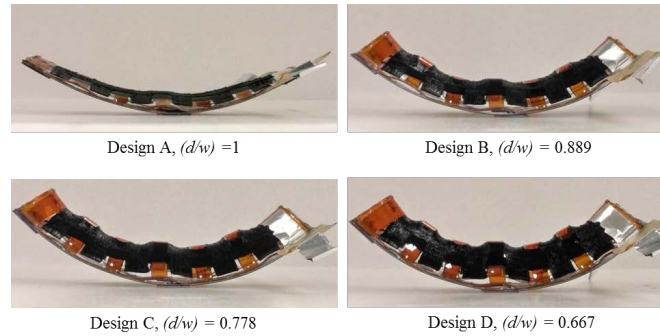 Design A, (d/w) =1
Design B, (d/w) = 0.889
Design C, (d/w) = 0.778
Design D, (d/w) = 0.667